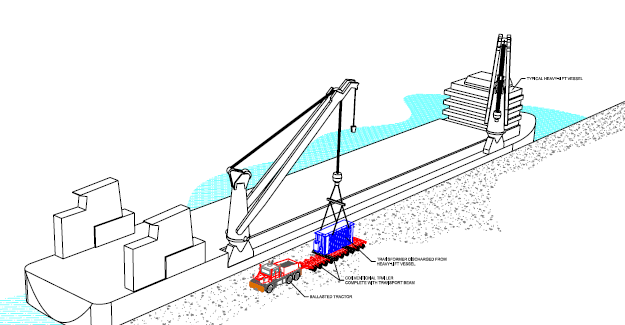 TYPICAL HEAVY-LIFT VESSEL
TRANSFORMER DISCHARGED FROM
HEAVY-LIFT VESSEL
CONVENTIONAL TRAILER
COMPLETE WITH TRANSPORT BEAM
BALLASTED TRACTOR